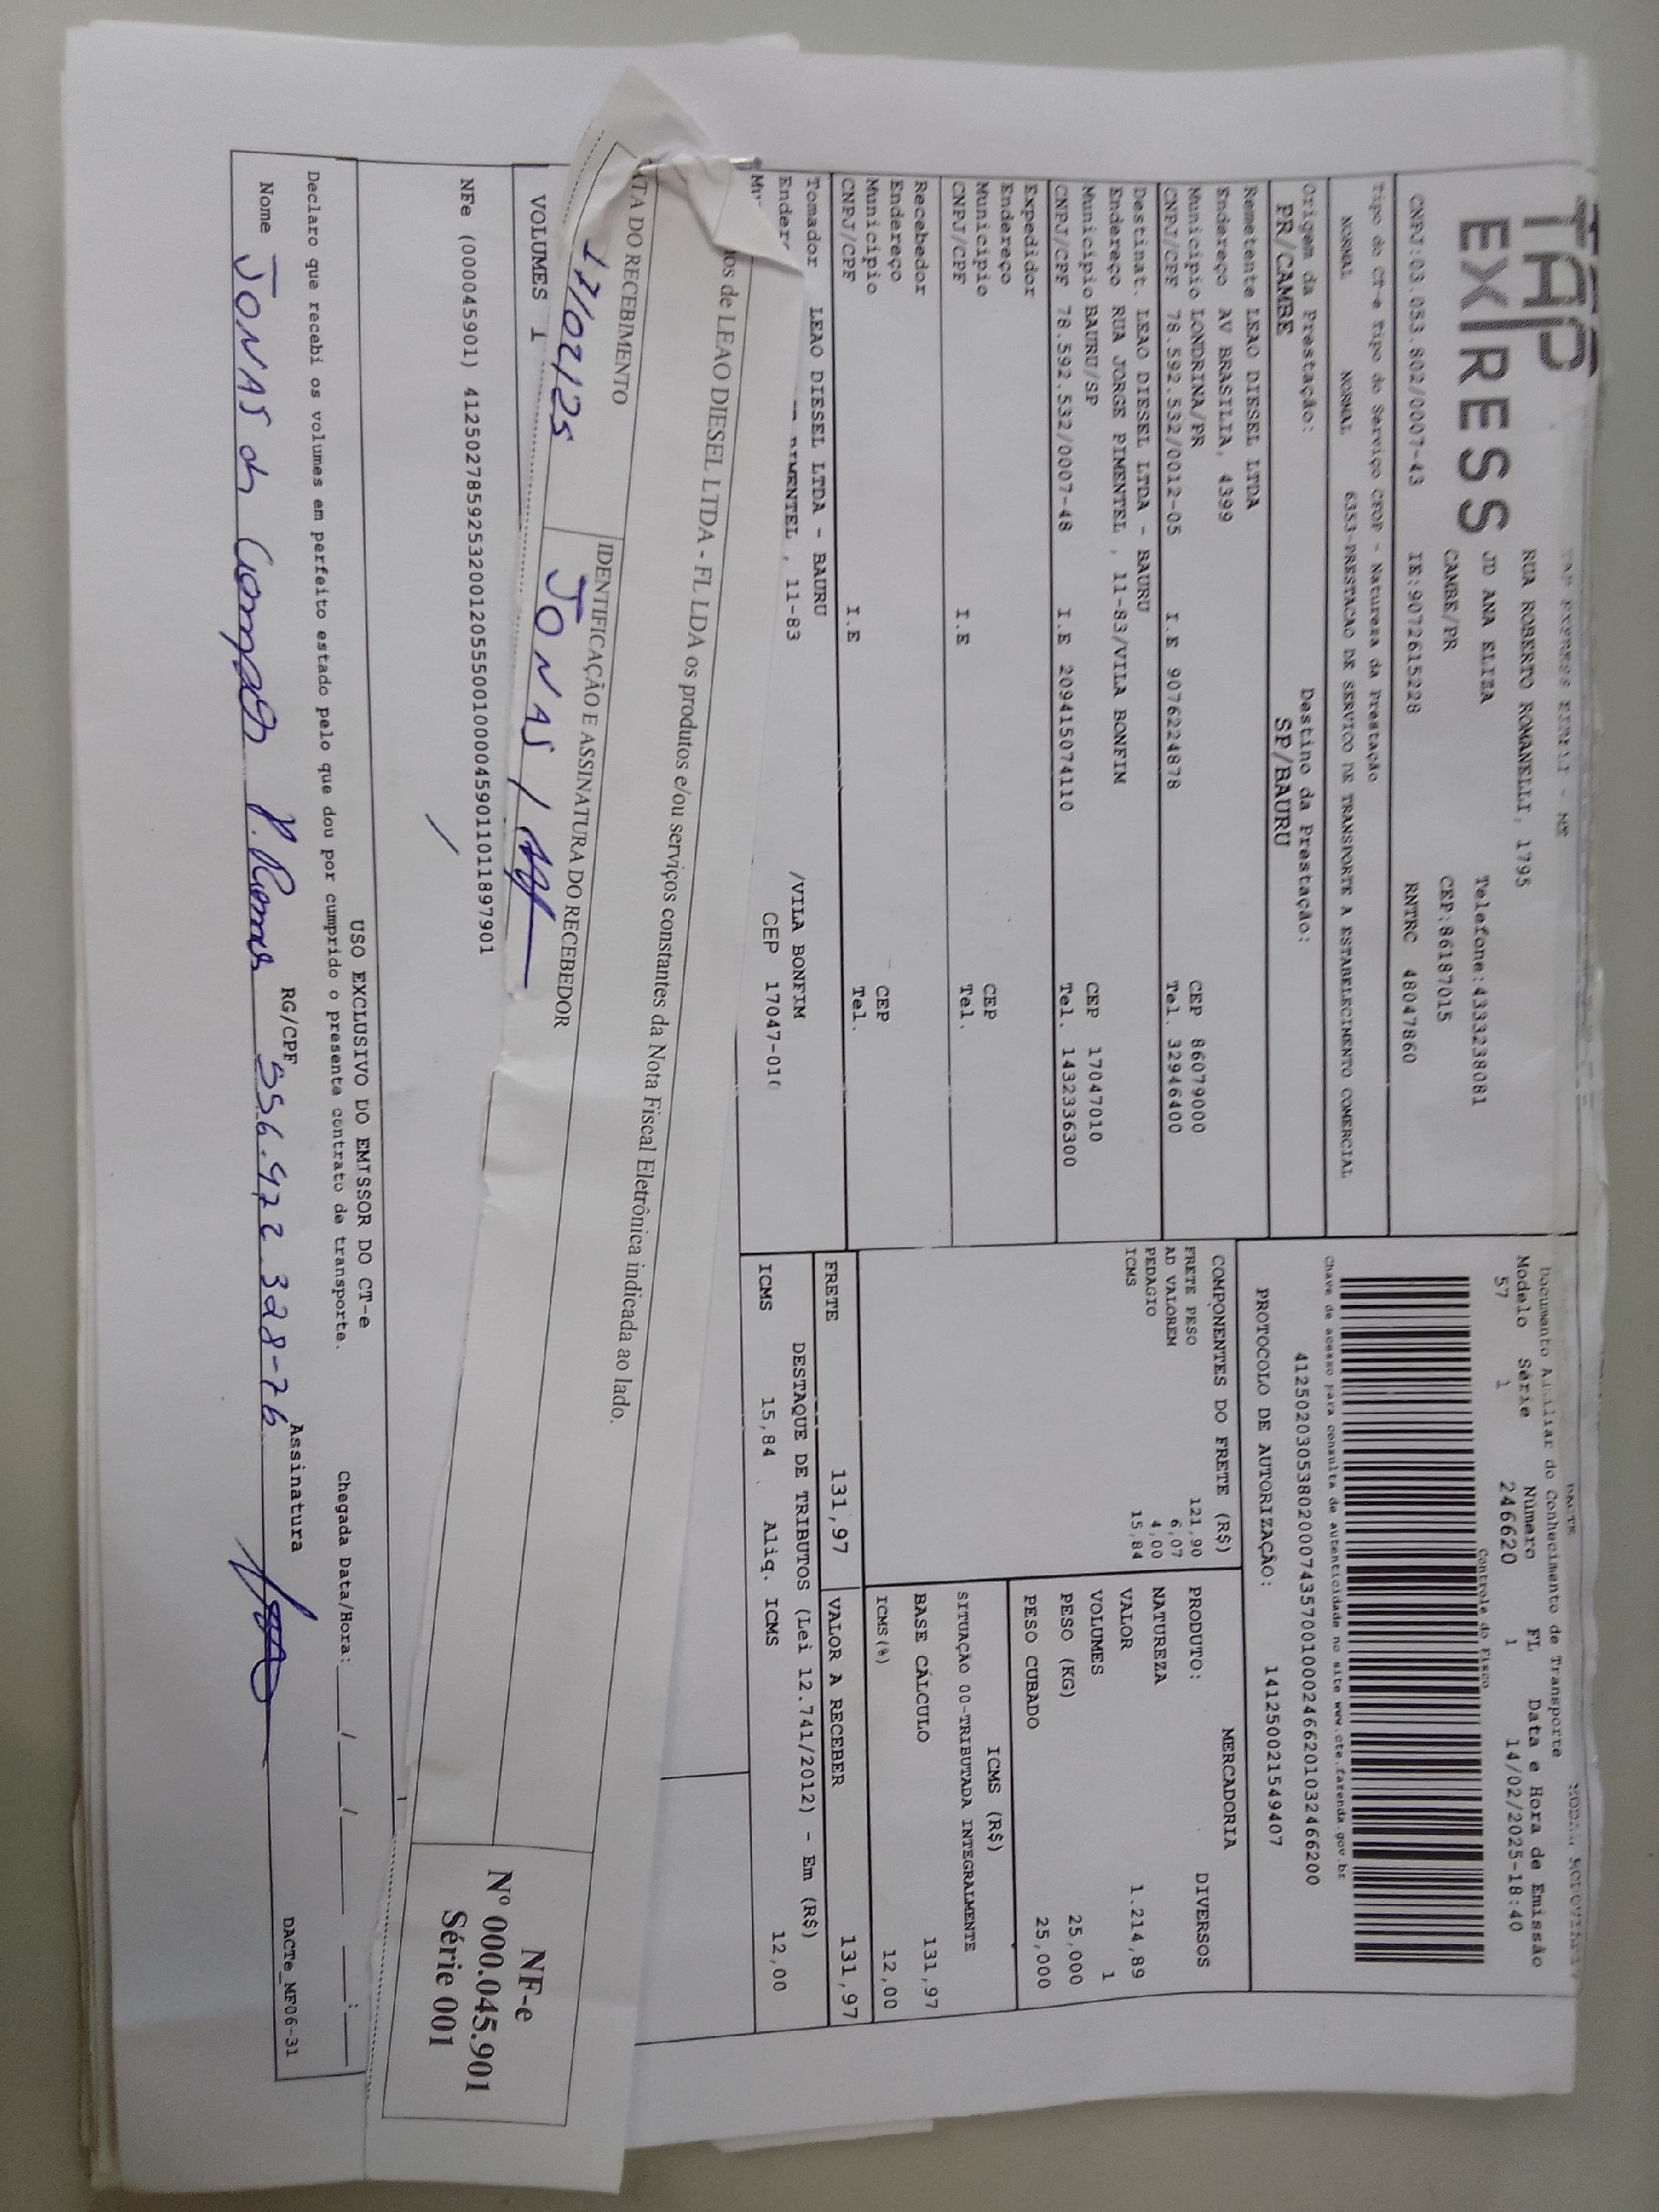 TAP EXPRESS
TAP EXPRESS EIRELI - ME
RUA ROBERTO ROMANELLI, 1795
JD ANA ELIZA Telefone:4333238081
CAMBE/PR CEP:86187015
CNPJ:03.053.802/0007-43 IE:9072615228 RNTRC 48047860
Tipo do CT-e Tipo do Serviço CFOP - Natureza da Prestação
NORMAL NORMAL 6353-PRESTACAO DE SERVICO DE TRANSPORTE A ESTABELECIMENTO COMERCIAL
Origem da Prestação: Destino da Prestação:
PR/CAMBE SP/BAURU
Remetente LEAO DIESEL LTDA
Endereço AV BRASILIA, 4399
Município LONDRINA/PR CEP 86079000
CNPJ/CPF 78.592.532/0012-05 I.E 9076224878 Tel. 32946400
Destinat. LEAO DIESEL LTDA - BAURU
Endereço RUA JORGE PIMENTEL , 11-83/VILA BONFIM
Município BAURU/SP CEP 17047010
CNPJ/CPF 78.592.532/0007-48 I.E 209415074110 Tel. 1432336300
Expedidor
Endereço
Município CEP
CNPJ/CPF I.E Tel.
Recebedor
Endereço
Município CEP
CNPJ/CPF I.E Tel.
Tomador LEAO DIESEL LTDA - BAURU
PIMENTEL , 11-83 /VILA BONFIM
CEP 17047-010
DACTE
Documento Auxiliar do Conhecimento de Transporte
Modelo Série Número FL Data e Hora de Emissão
57 1 246620 1 14/02/2025-18:40
Controle do Fisco
Chave de acesso para consulta de autenticidade no site www.cte.fazenda.gov.br
41250203053802000743570010002466201032466200
PROTOCOLO DE AUTORIZAÇÃO: 141250021549407
COMPONENTES DO FRETE (R$)
FRETE PESO 121,90
AD VALOREM 6,07
PEDAGIO 4,00
ICMS 15,84
MERCADORIA
PRODUTO: DIVERSOS
NATUREZA
VALOR 1.214,89
VOLUMES 1
PESO (KG) 25,000
PESO CUBADO 25,000
ICMS (R$)
SITUAÇÃO 00-TRIBUTADA INTEGRALMENTE
BASE CÁLCULO 131,97
ICMS(%) 12,00
FRETE 131,97 VALOR A RECEBER 131,97
DESTAQUE DE TRIBUTOS (Lei 12.741/2012) - Em (R$)
ICMS 15,84 Aliq. ICMS 12,00
os de LEAO DIESEL LTDA - FL LDA os produtos e/ou serviços constantes da Nota Fiscal Eletrônica indicada ao lado.
DO RECEBIMENTO IDENTIFICAÇÃO E ASSINATURA DO RECEBEDOR
17/02/25 JONAS /
NF-e
Nº 000.045.901
Série 001
VOLUMES 1
NFe (000045901) 41250278592532001205550010000459011011897901
USO EXCLUSIVO DO EMISSOR DO CT-e
Declaro que recebi os volumes em perfeito estado pelo que dou por cumprido o presente contrato de transporte. Chegada Data/Hora: ___/___/___ ___:___
Nome JONAS RG/CPF 556.922.328-76 Assinatura
DACTe_MF06-31